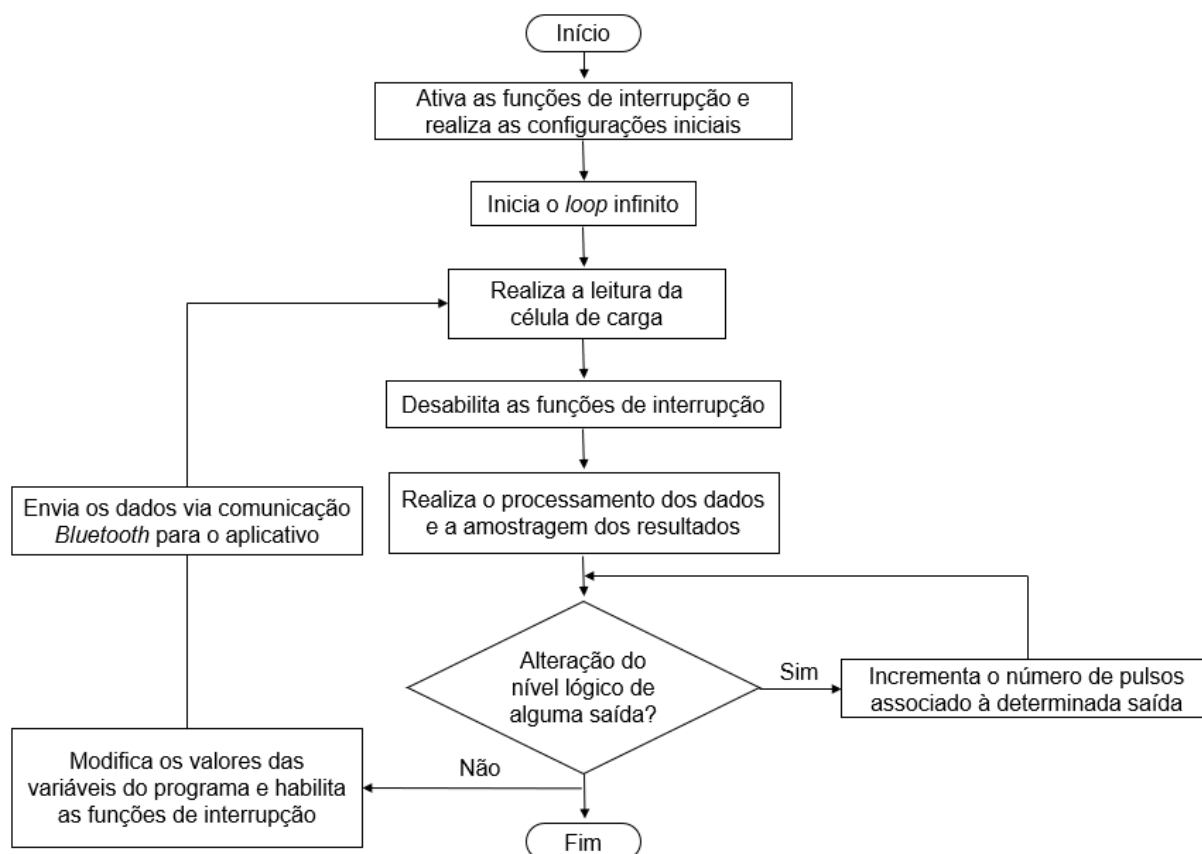 Início
Ativa as funções de interrupção e
realiza as configurações iniciais
Inicia o loop infinito
Realiza a leitura da
célula de carga
Desabilita as funções de interrupção
Realiza o processamento dos dados
e a amostragem dos resultados
Alteração do
nível lógico de
alguma saída?
Sim
Incrementa o número de pulsos
associado à determinada saída
Não
Modifica os valores das
variáveis do programa e habilita
as funções de interrupção
Envia os dados via comunicação
Bluetooth para o aplicativo
Fim